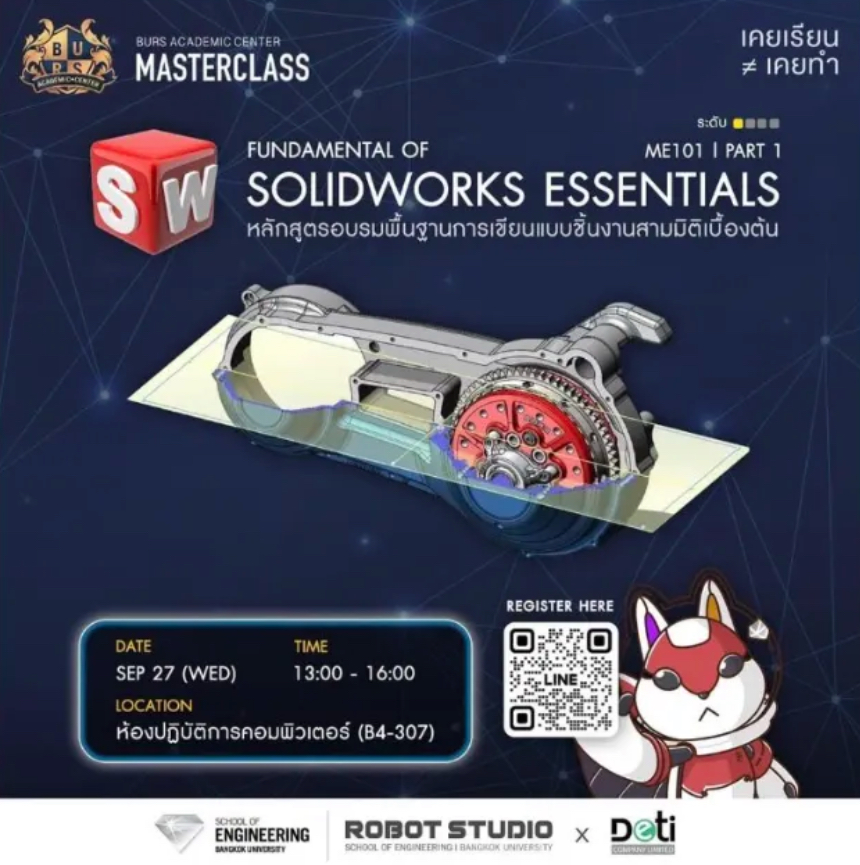 BURS ACADEMIC CENTER
MASTERCLASS
เคยเรียน
≠ เคยทำ
BU
RS
ACADEMIC•CENTER
ระดับ
FUNDAMENTAL OF
ME101 | PART 1
SW
SOLIDWORKS ESSENTIALS
หลักสูตรอบรมพื้นฐานการเขียนแบบชิ้นงานสามมิติเบื้องต้น
REGISTER HERE
LINE
DATE
TIME
SEP 27 (WED)
13:00 - 16:00
LOCATION
ห้องปฏิบัติการคอมพิวเตอร์ (B4-307)
SCHOOL OF
ENGINEERING
BANGKOK UNIVERSITY
ROBOT STUDIO
SCHOOL OF ENGINEERING | BANGKOK UNIVERSITY
X
Deti
COMPANY LIMITED